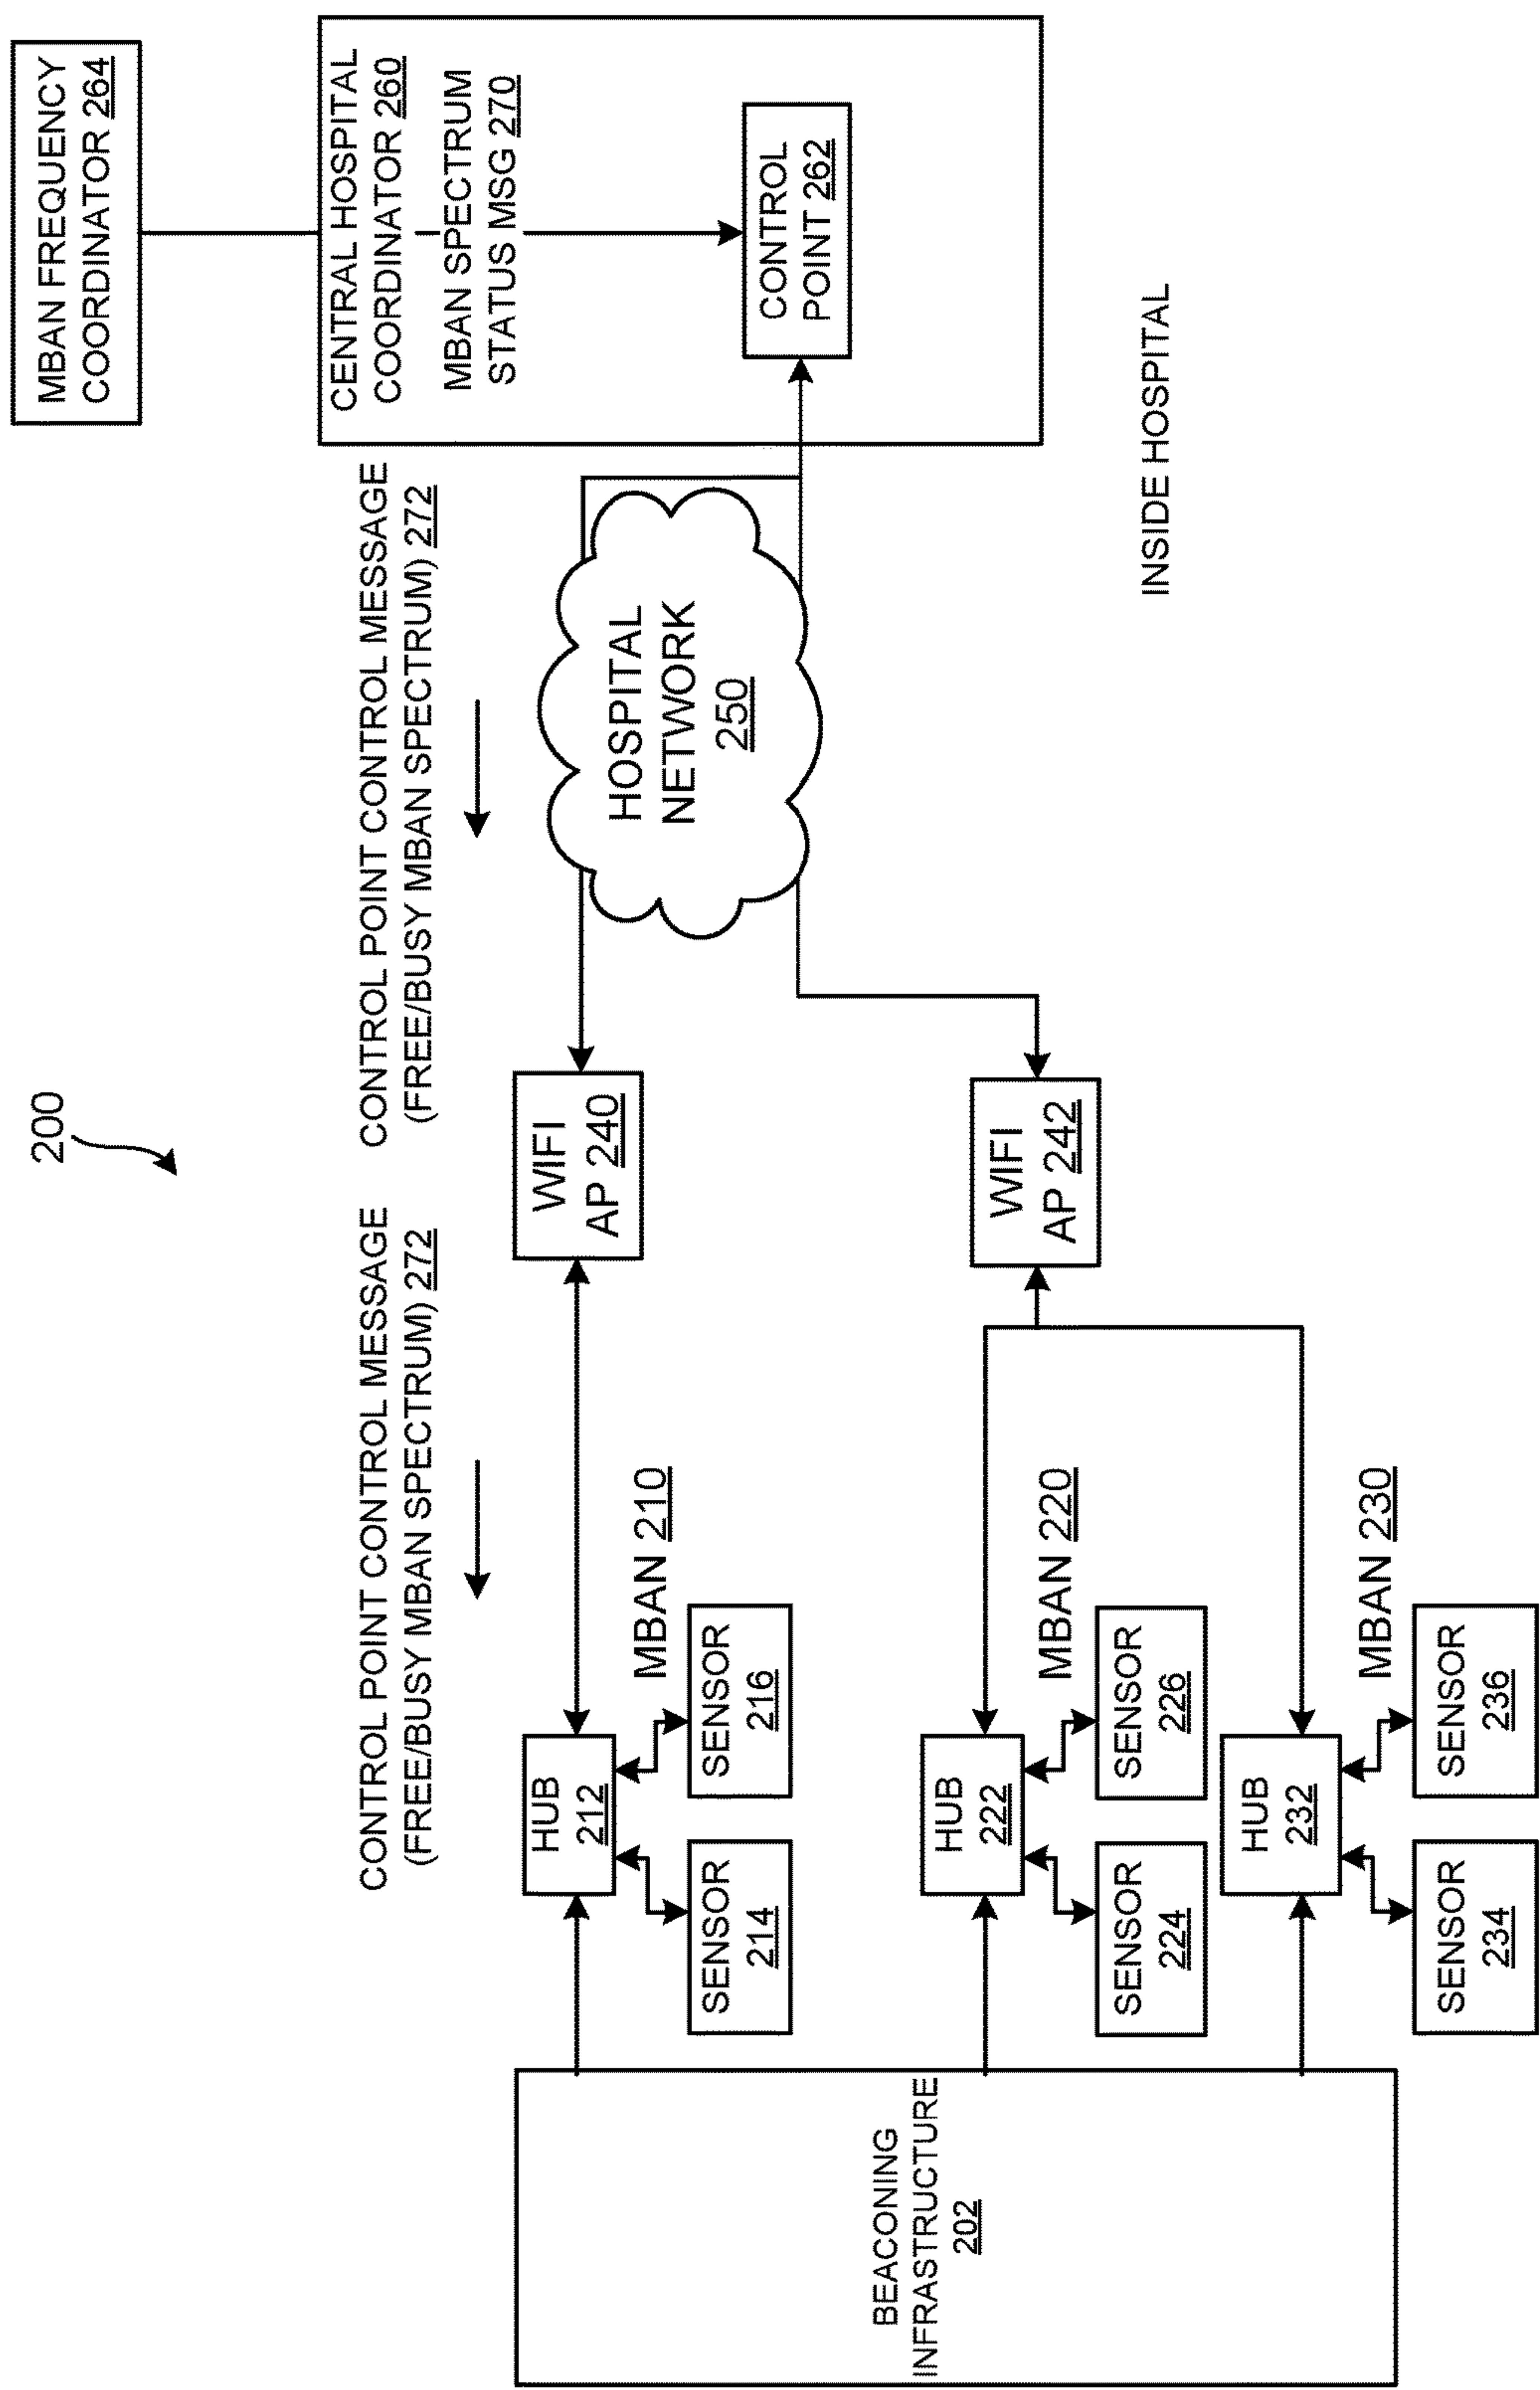 200
MBAN FREQUENCY
COORDINATOR 264
CONTROL POINT CONTROL MESSAGE
(FREE/BUSY MBAN SPECTRUM) 272
CONTROL POINT CONTROL MESSAGE
(FREE/BUSY MBAN SPECTRUM) 272
CENTRAL HOSPITAL
COORDINATOR 260
MBAN SPECTRUM
STATUS MSG 270
CONTROL
POINT 262
HOSPITAL
NETWORK
250
WIFI
AP 240
WIFI
AP 242
HUB
212
MBAN 210
SENSOR
214
SENSOR
216
HUB
222
MBAN 220
SENSOR
224
SENSOR
226
HUB
232
MBAN 230
SENSOR
234
SENSOR
236
BEACONING
INFRASTRUCTURE
202
INSIDE HOSPITAL